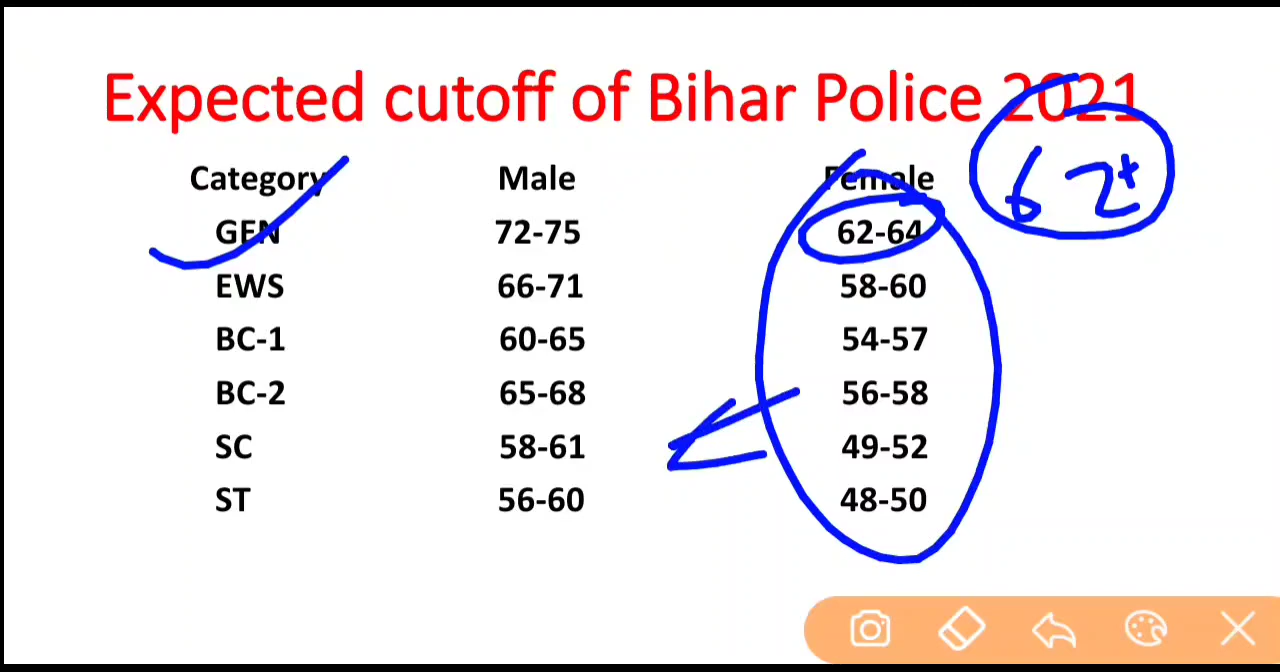 Expected cutoff of Bihar Police 2021
Category Male Female
GEN 72-75 62-64
EWS 66-71 58-60
BC-1 60-65 54-57
BC-2 65-68 56-58
SC 58-61 49-52
ST 56-60 48-50
62+